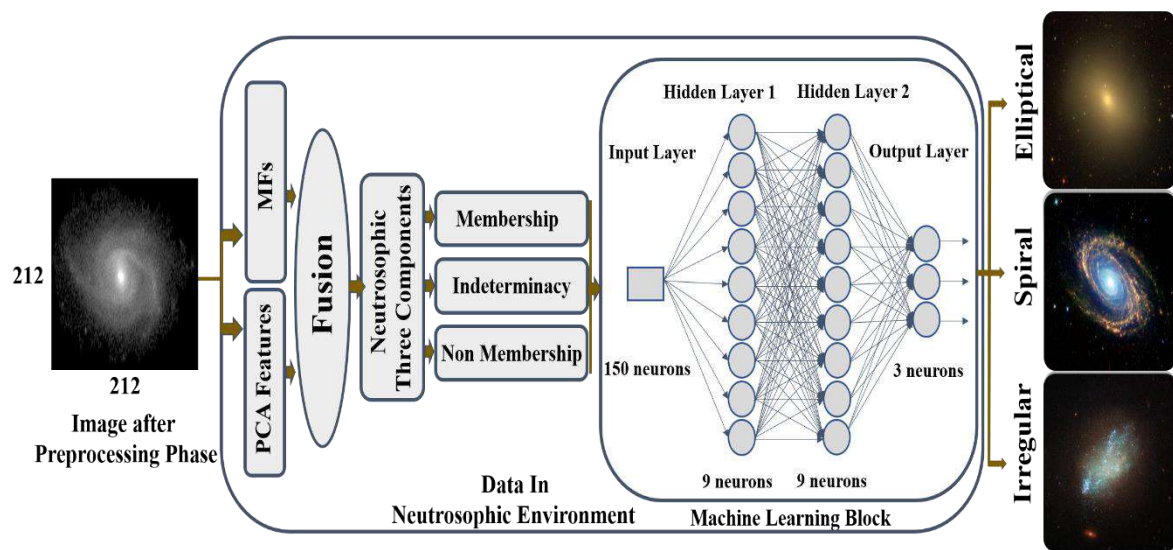 212
212
Image after
Preprocessing Phase
MFs
PCA Features
Fusion
Neutrosophic
Three Components
Membership
Indeterminacy
Non Membership
Data In
Neutrosophic Environment
Hidden Layer 1
Hidden Layer 2
Input Layer
Output Layer
150 neurons
3 neurons
9 neurons
9 neurons
Machine Learning Block
Elliptical
Spiral
Irregular